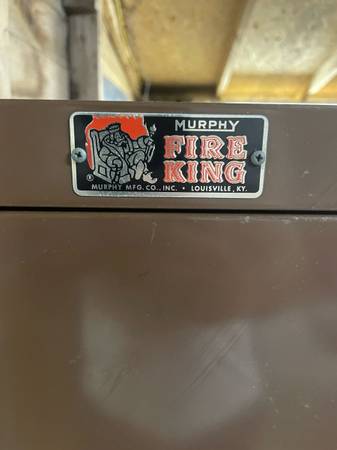 MURPHY
FIRE
KING
® MURPHY MFG. CO., INC. • LOUISVILLE, KY.